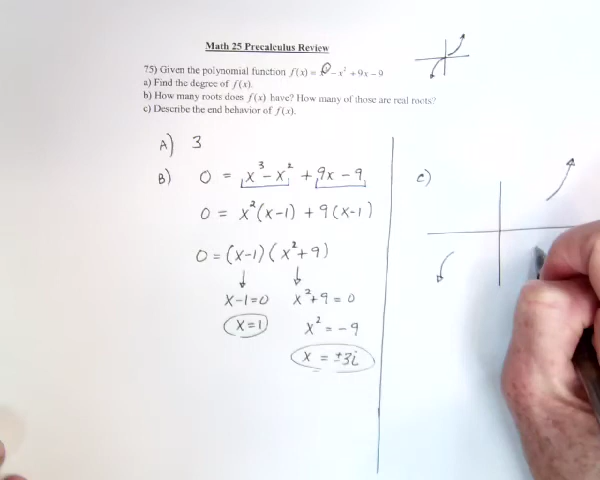 Math 25 Precalculus Review
75) Given the polynomial function f(x) = - x² + 9x - 9
a) Find the degree of f(x).
b) How many roots does f(x) have? How many of those are real roots?
c) Describe the end behavior of f(x).
A) 3
B) 0 = x³ - x² + 9x - 9
0 = x²(x-1) + 9(x-1)
0 = (x-1)(x²+9)
↓ ↓
x-1=0 x²+9=0
x=1 x² = -9
x = ±3i
c)